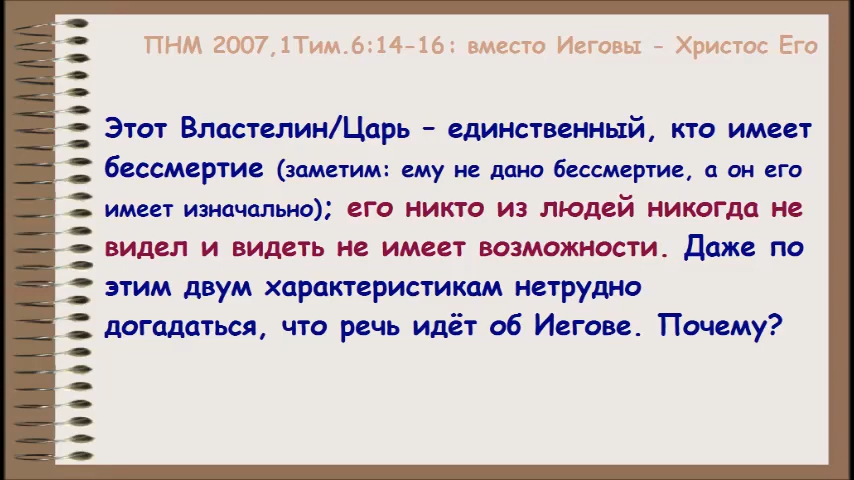 ПНМ 2007,1Тим.6:14-16: вместо Иеговы - Христос Его
Этот Властелин/Царь – единственный, кто имеет
бессмертие (заметим: ему не дано бессмертие, а он его
имеет изначально); его никто из людей никогда не
видел и видеть не имеет возможности. Даже по
этим двум характеристикам нетрудно
догадаться, что речь идёт об Иегове. Почему?